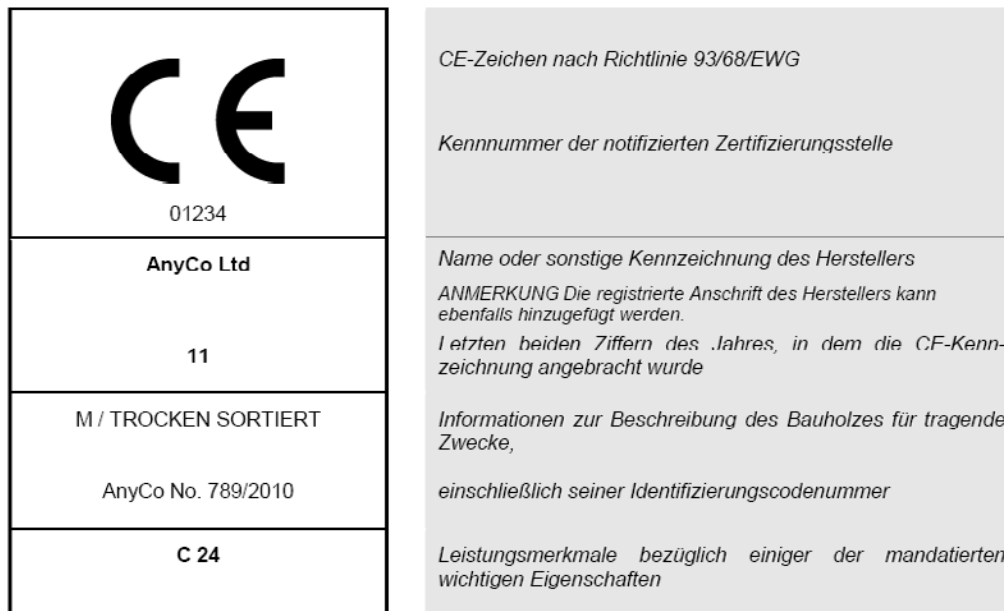 CE
01234
AnyCo Ltd
11
M / TROCKEN SORTIERT
AnyCo No. 789/2010
C 24
CE-Zeichen nach Richtlinie 93/68/EWG
Kennnummer der notifizierten Zertifizierungsstelle
Name oder sonstige Kennzeichnung des Herstellers
ANMERKUNG Die registrierte Anschrift des Herstellers kann
ebenfalls hinzugefügt werden.
Letzten beiden Ziffern des Jahres, in dem die CE-Kenn-
zeichnung angebracht wurde
Informationen zur Beschreibung des Bauholzes für tragende
Zwecke,
einschließlich seiner Identifizierungscodenummer
Leistungsmerkmale bezüglich einiger der mandatierten
wichtigen Eigenschaften